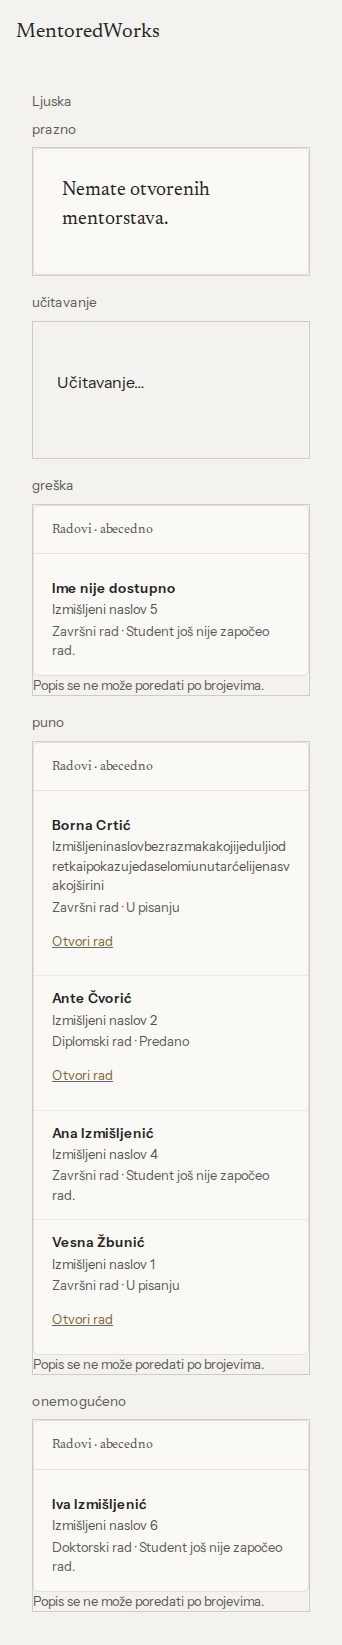 MentoredWorks
Ljuska
prazno
Nemate otvorenih
mentorstava.
učitavanje
Učitavanje…
greška
Radovi · abecedno
Ime nije dostupno
Izmišljeni naslov 5
Završni rad · Student još nije započeo
rad.
Popis se ne može poredati po brojevima.
puno
Radovi · abecedno
Borna Crtić
Izmišljeninaslovbezrazmakakojijeduljiod
retkaipokazujedaselomiunutarćelijenasv
akojširini
Završni rad · U pisanju
Otvori rad
Ante Čvorić
Izmišljeni naslov 2
Diplomski rad · Predano
Otvori rad
Ana Izmišljenić
Izmišljeni naslov 4
Završni rad · Student još nije započeo
rad.
Vesna Žbunić
Izmišljeni naslov 1
Završni rad · U pisanju
Otvori rad
Popis se ne može poredati po brojevima.
onemogućeno
Radovi · abecedno
Iva Izmišljenić
Izmišljeni naslov 6
Doktorski rad · Student još nije započeo
rad.
Popis se ne može poredati po brojevima.